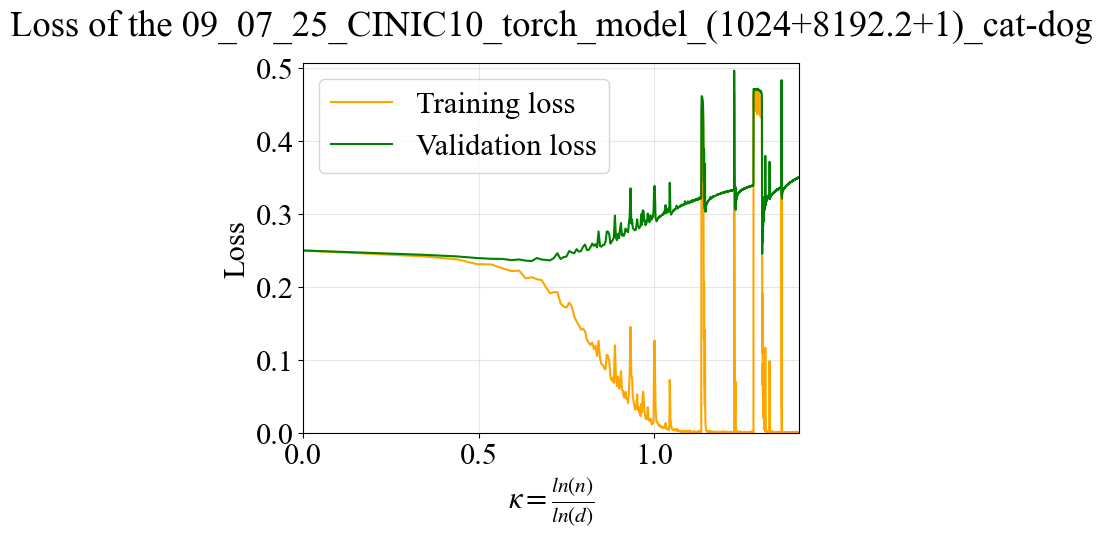 Loss of the 09_07_25_CINIC10_torch_model_(1024+8192.2+1)_cat-dog
0.5
Training loss
Validation loss
0.4
0.3
Loss
0.2
0.1
0.0
0.0 0.5 1.0
κ = ln(n)/ln(d)